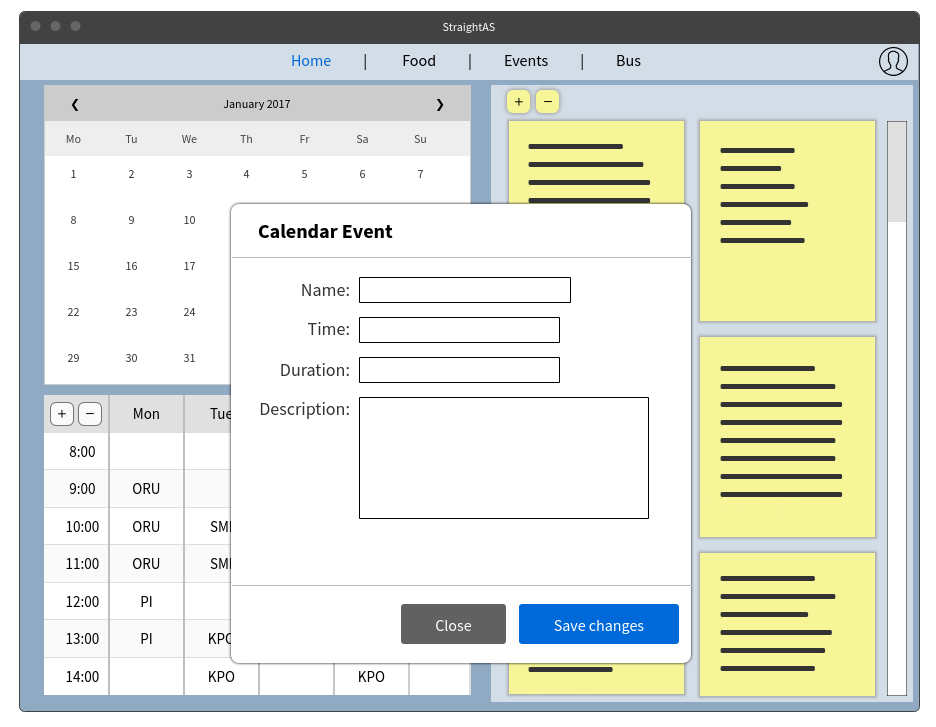 StraightAS
Home | Food | Events | Bus
❮ January 2017 ❯
+ −
Mo Tu We Th Fr Sa Su
1 2 3 4 5 6 7
8 9 10
15 16 17
22 23 24
29 30 31
Calendar Event
Name:
Time:
Duration:
Description:
Close Save changes
+ − Mon Tue
8:00
9:00 ORU
10:00 ORU
11:00 ORU
12:00 PI
13:00 PI KPO
14:00 KPO KPO